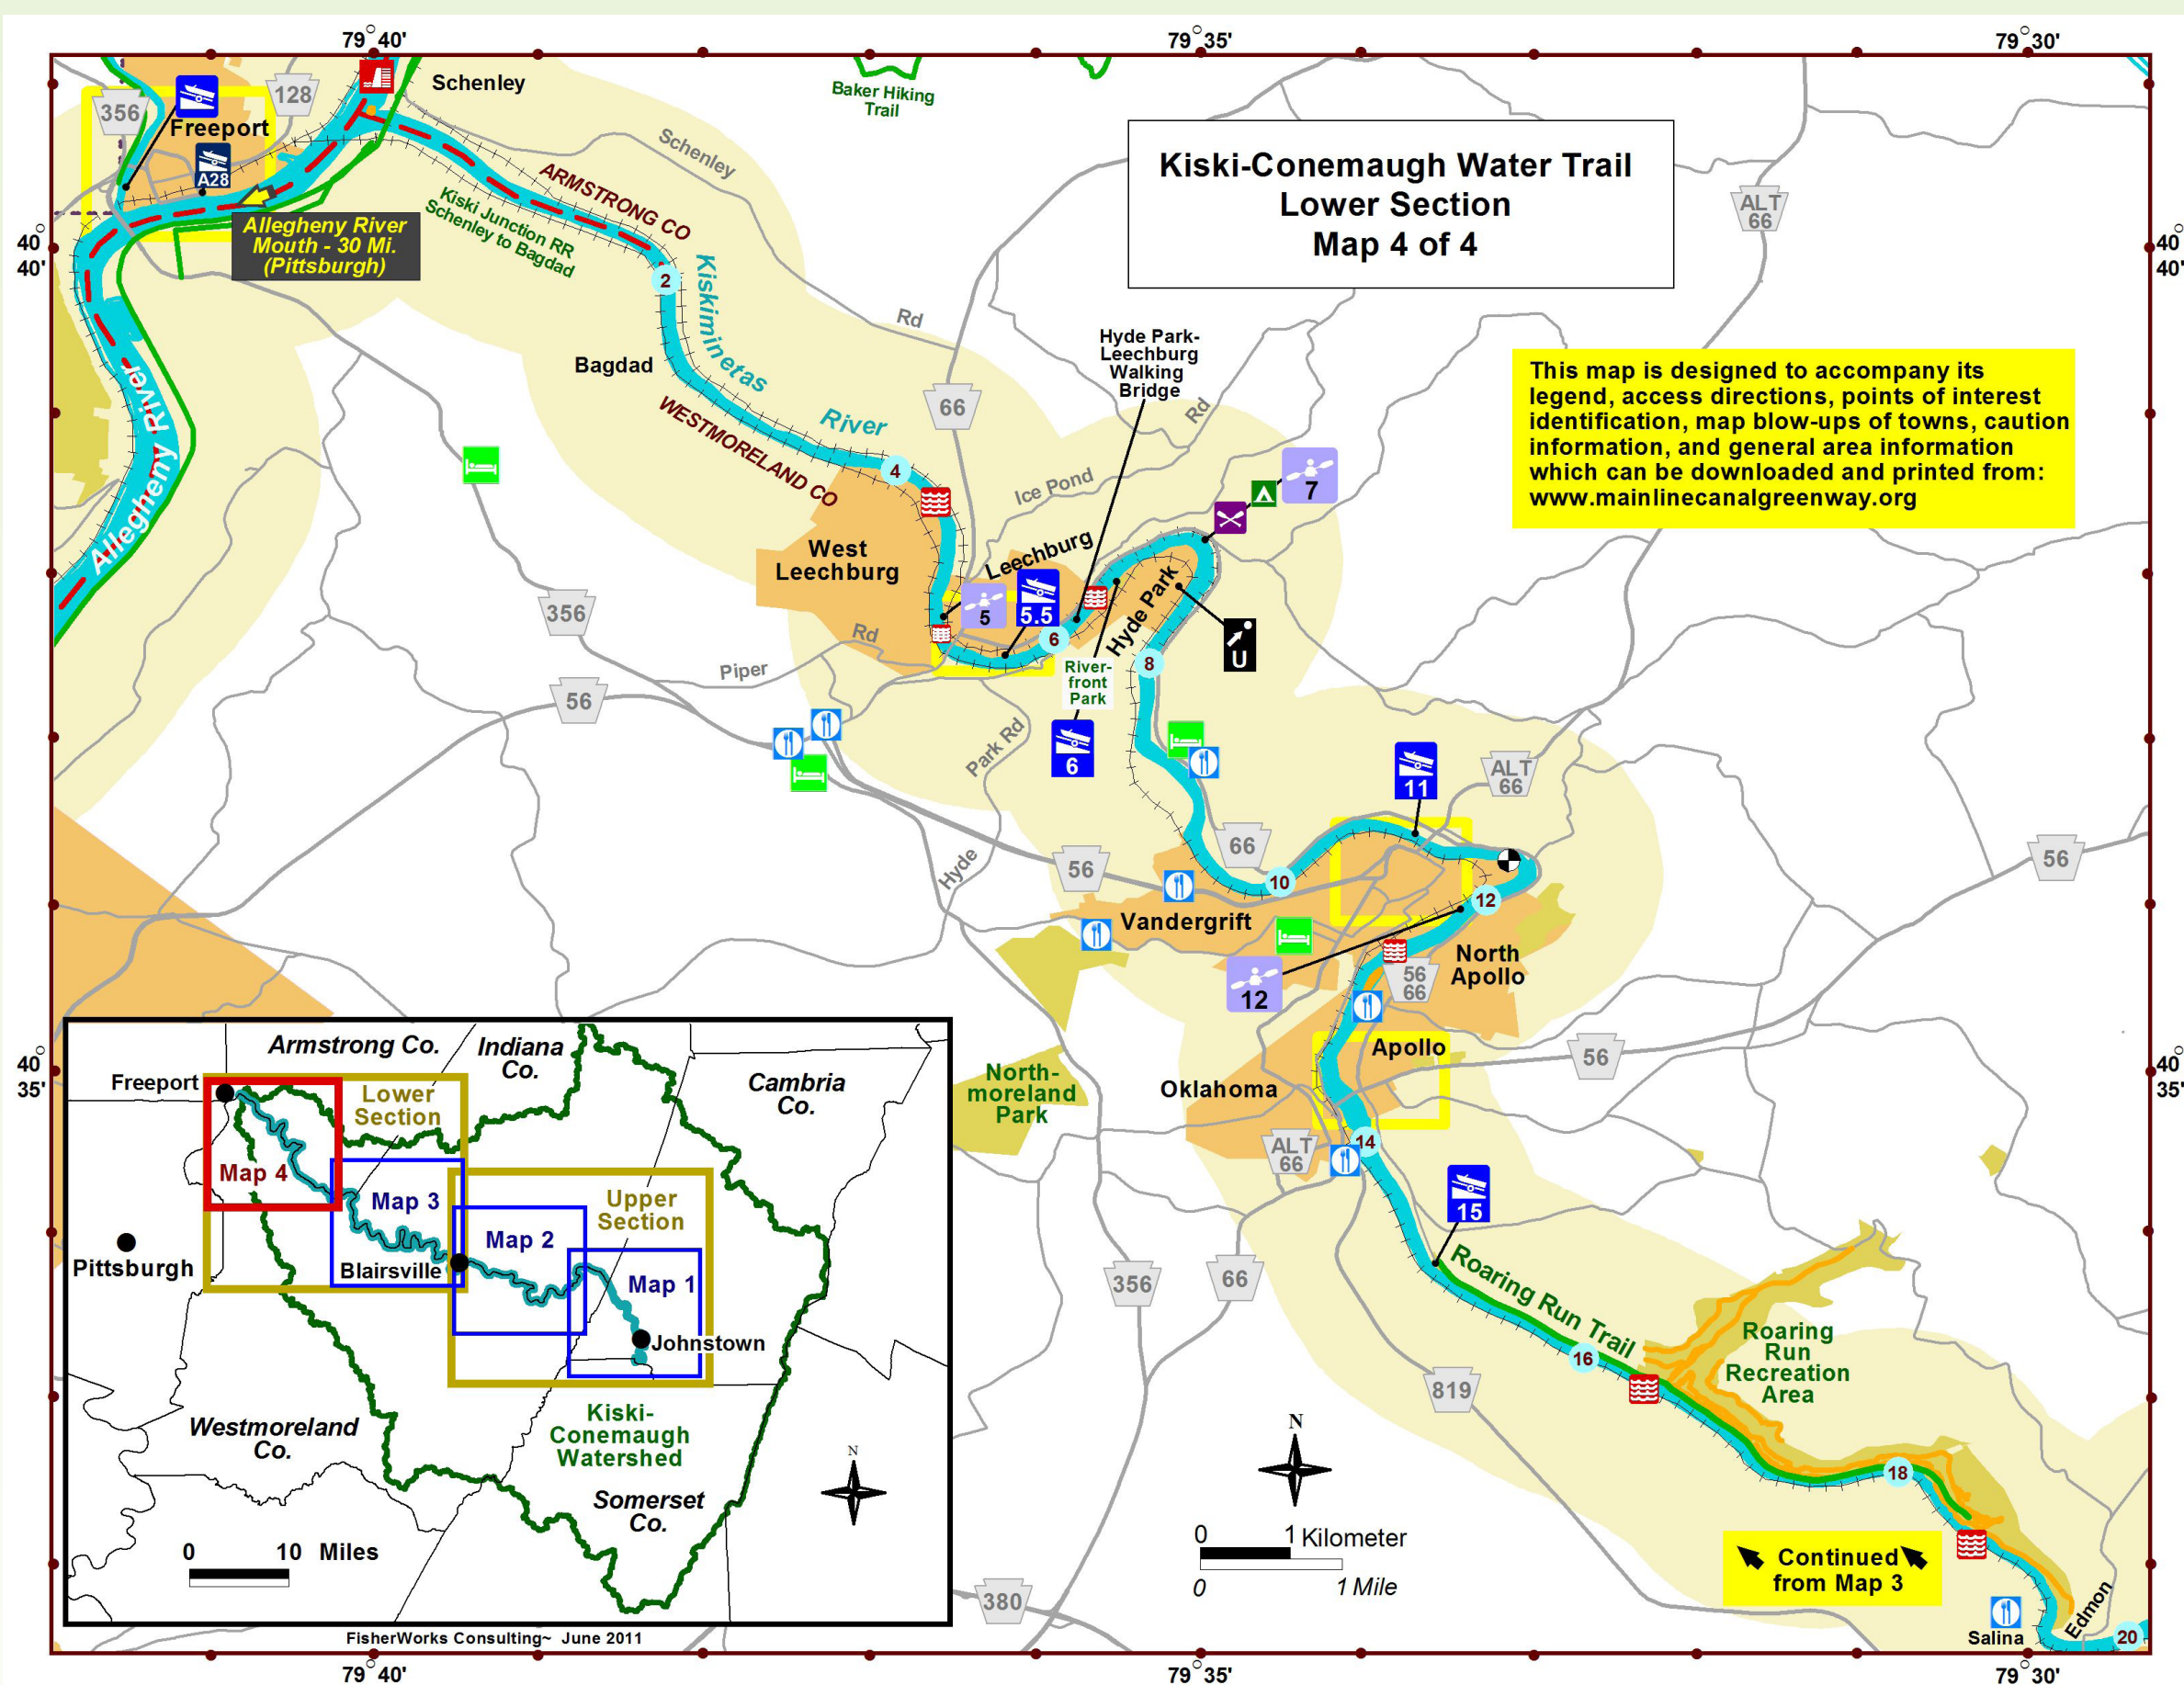 79°40'
79°35'
79°30'
Schenley
356
128
Freeport
A28
Baker Hiking
Trail
Kiski-Conemaugh Water Trail
Lower Section
Map 4 of 4
Schenley
ARMSTRONG CO
Kiski Junction RR
Schenley to Bagdad
ALT
66
Allegheny River
Mouth - 30 Mi.
(Pittsburgh)
40°
40'
40°
40'
2
Kiskiminetas
River
Rd
Bagdad
Hyde Park-
Leechburg
Walking
Bridge
This map is designed to accompany its
legend, access directions, points of interest
identification, map blow-ups of towns, caution
information, and general area information
which can be downloaded and printed from:
www.mainlinecanalgreenway.org
Allegheny River
WESTMORELAND CO
66
Rd
4
Ice Pond
7
West
Leechburg
Leechburg
Hyde Park
5
5.5
6
356
Rd
Piper
River-
front
Park
8
U
56
Park Rd
6
11
ALT
66
66
56
Hyde
56
10
12
Vandergrift
North
Apollo
12
56
66
Apollo
56
40°
35'
40°
35'
North-
moreland
Park
Oklahoma
14
ALT
66
15
356
66
Roaring Run Trail
16
Roaring
Run
Recreation
Area
819
18
N
0 1 Kilometer
0 1 Mile
Continued
from Map 3
380
Salina
Edmon
20
Armstrong Co.
Indiana
Co.
Cambria
Co.
Freeport
Lower
Section
Map 4
Map 3
Upper
Section
Map 2
Map 1
Pittsburgh
Blairsville
Johnstown
Westmoreland
Co.
Kiski-
Conemaugh
Watershed
Somerset
Co.
N
0 10 Miles
FisherWorks Consulting~ June 2011
79°40'
79°35'
79°30'